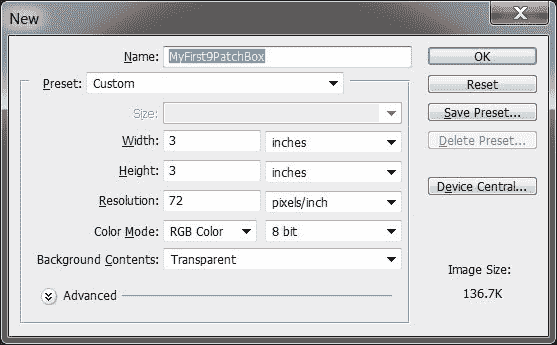 New
Name: MyFirst9PatchBox
OK
Preset: Custom
Reset
Size:
Save Preset...
Width: 3 inches
Delete Preset...
Height: 3 inches
Resolution: 72 pixels/inch
Device Central...
Color Mode: RGB Color 8 bit
Background Contents: Transparent
Image Size:
Advanced
136.7K